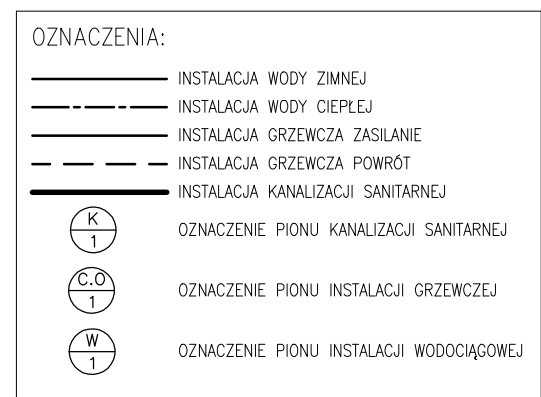 OZNACZENIA:
INSTALACJA WODY ZIMNEJ
INSTALACJA WODY CIEPŁEJ
INSTALACJA GRZEWCZA ZASILANIE
INSTALACJA GRZEWCZA POWRÓT
INSTALACJA KANALIZACJI SANITARNEJ
K
1
OZNACZENIE PIONU KANALIZACJI SANITARNEJ
C.O
1
OZNACZENIE PIONU INSTALACJI GRZEWCZEJ
W
1
OZNACZENIE PIONU INSTALACJI WODOCIĄGOWEJ